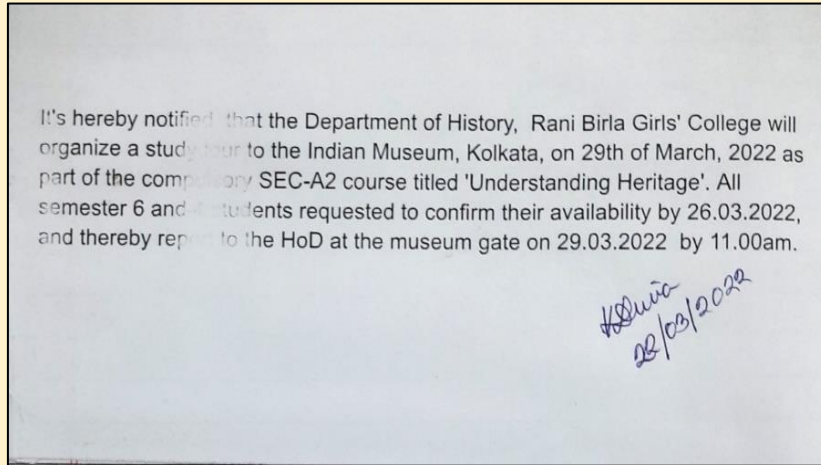 It's hereby notified that the Department of History, Rani Birla Girls' College will
organize a study tour to the Indian Museum, Kolkata, on 29th of March, 2022 as
part of the compulsory SEC-A2 course titled 'Understanding Heritage'. All
semester 6 and students requested to confirm their availability by 26.03.2022,
and thereby report to the HoD at the museum gate on 29.03.2022 by 11.00am.
22/03/2022